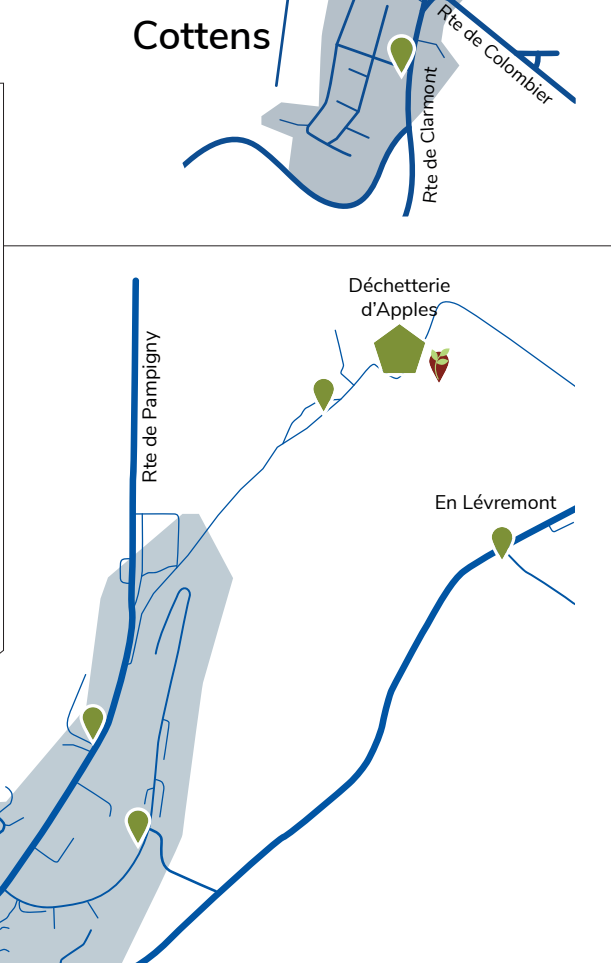 Cottens
Rte de Colombier
Rte de Clarmont
Déchetterie
d’Apples
Rte de Pampigny
En Lévremont